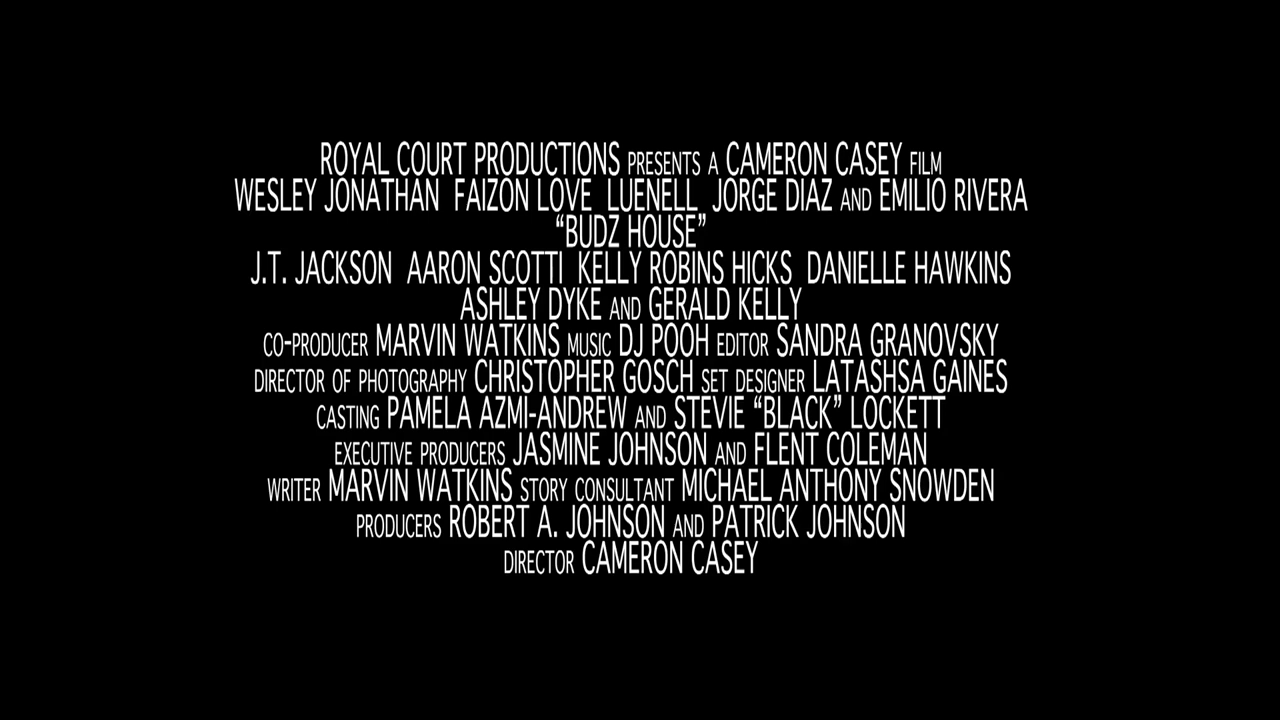 ROYAL COURT PRODUCTIONS PRESENTS A CAMERON CASEY FILM
WESLEY JONATHAN FAIZON LOVE LUENELL JORGE DIAZ AND EMILIO RIVERA
“BUDZ HOUSE”
J.T. JACKSON AARON SCOTTI KELLY ROBINS HICKS DANIELLE HAWKINS
ASHLEY DYKE AND GERALD KELLY
CO-PRODUCER MARVIN WATKINS MUSIC DJ POOH EDITOR SANDRA GRANOVSKY
DIRECTOR OF PHOTOGRAPHY CHRISTOPHER GOSCH SET DESIGNER LATASHSA GAINES
CASTING PAMELA AZMI-ANDREW AND STEVIE “BLACK” LOCKETT
EXECUTIVE PRODUCERS JASMINE JOHNSON AND FLENT COLEMAN
WRITER MARVIN WATKINS STORY CONSULTANT MICHAEL ANTHONY SNOWDEN
PRODUCERS ROBERT A. JOHNSON AND PATRICK JOHNSON
DIRECTOR CAMERON CASEY